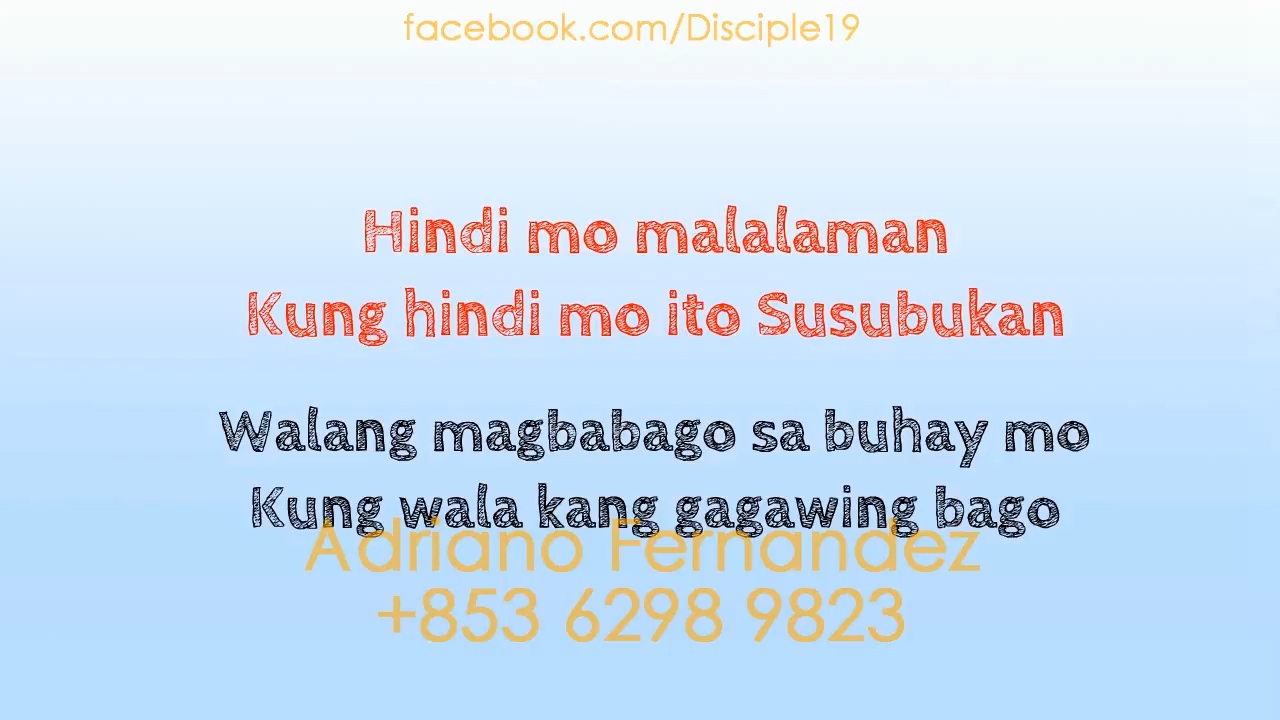 facebook.com/Disciple19
Hindi mo malalaman
Kung hindi mo ito Susubukan
Walang magbabago sa buhay mo
Kung wala kang gagawing bago
Adriano Fernandez
+853 6298 9823